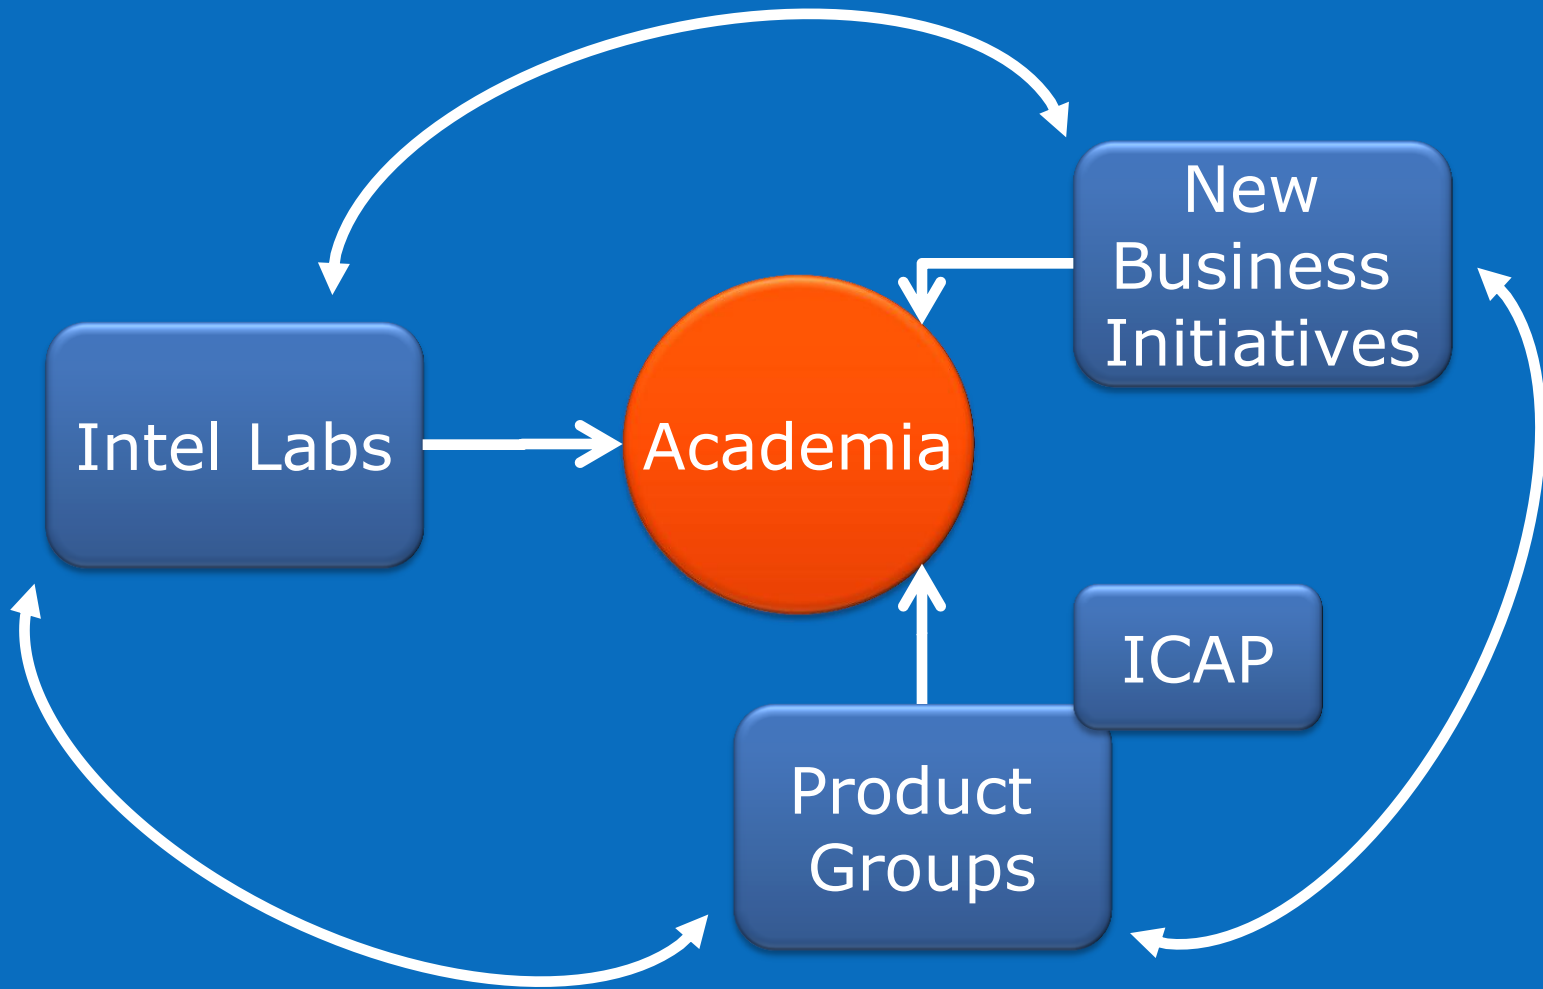 New
Business
Initiatives
Intel Labs
Academia
ICAP
Product
Groups